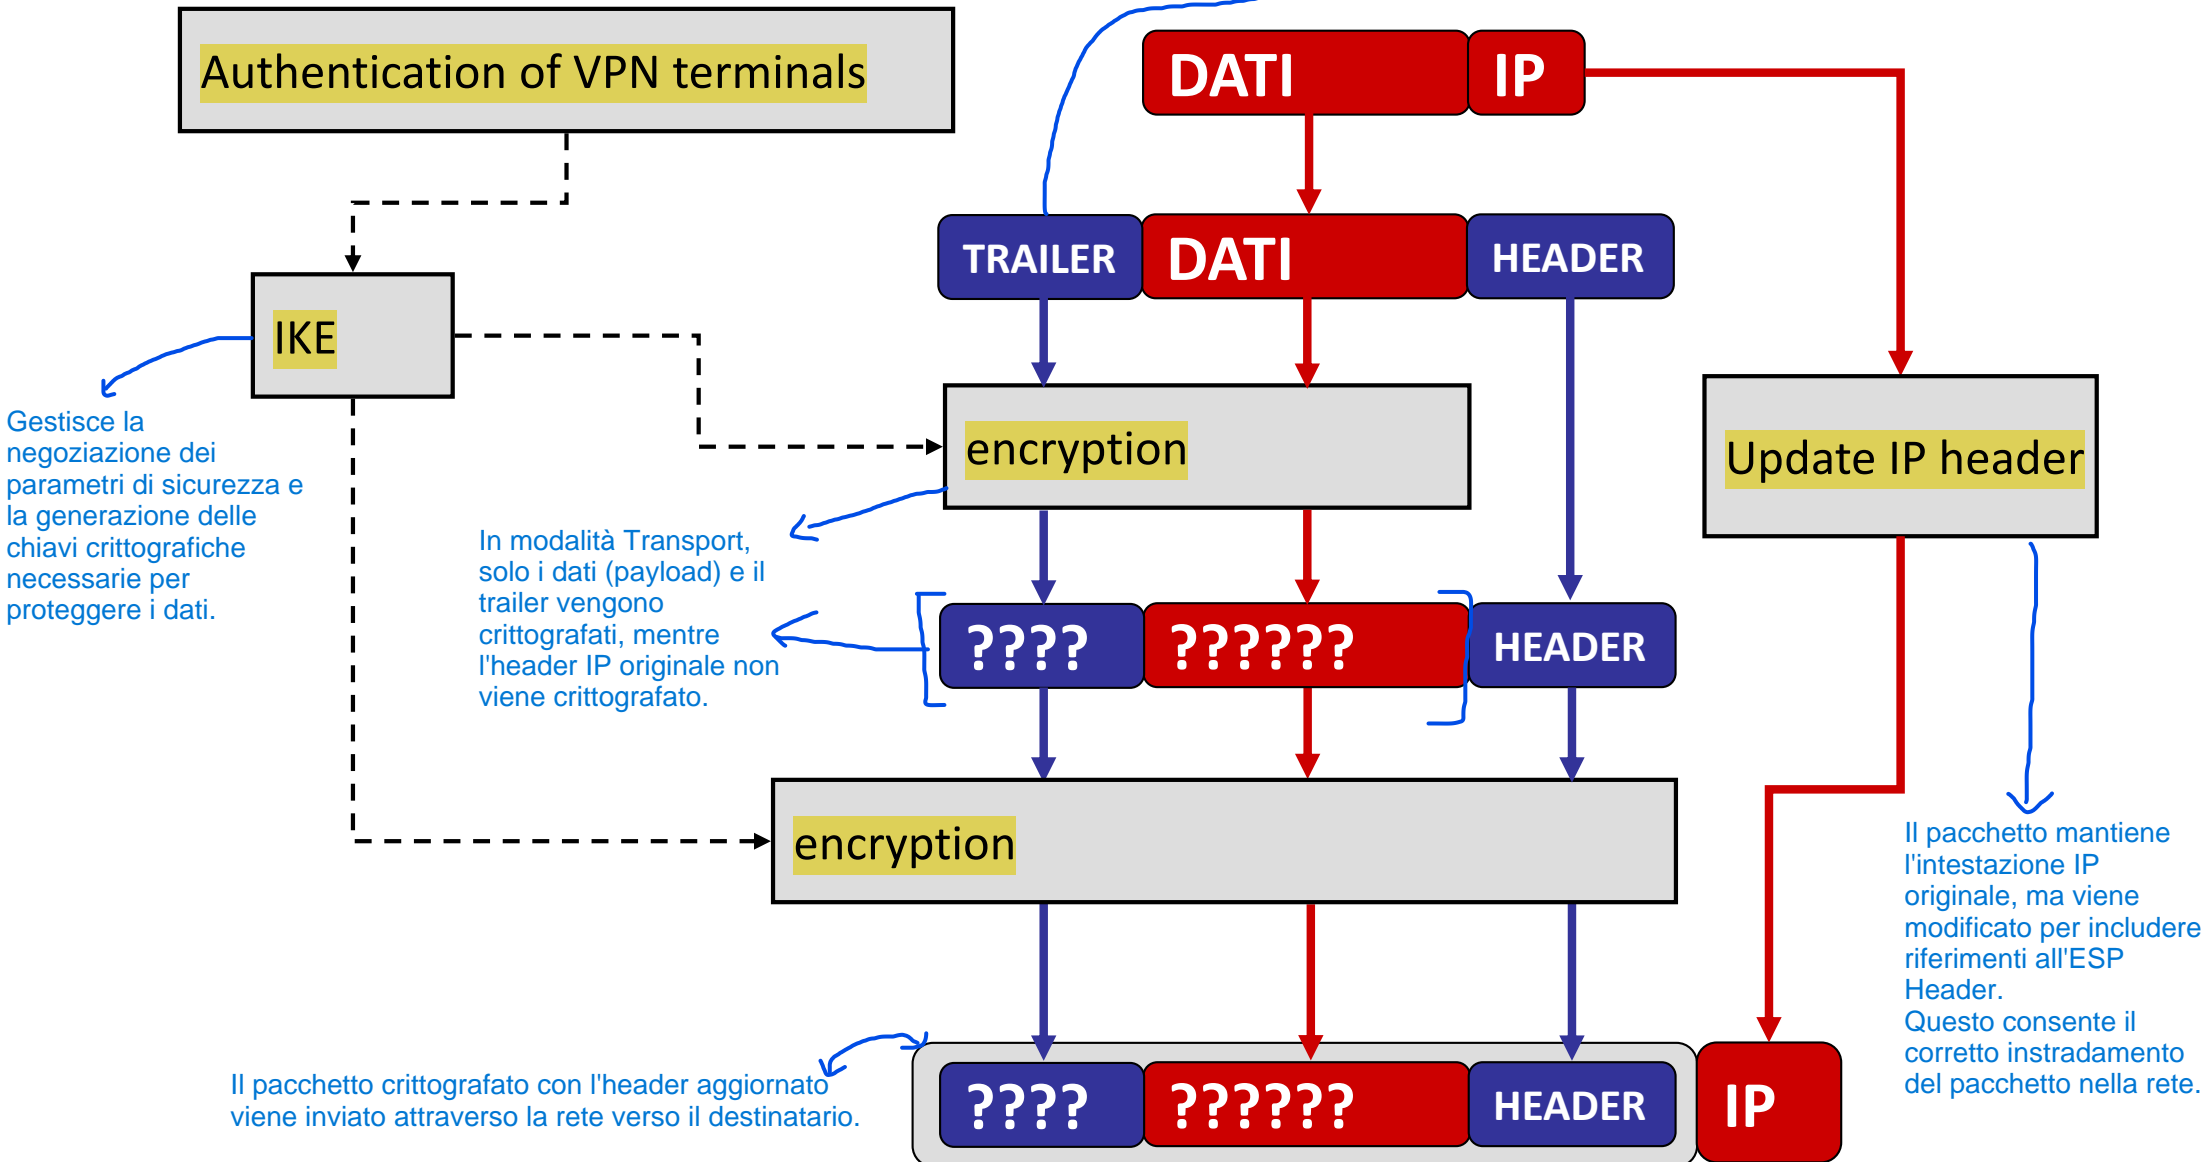 Authentication of VPN terminals
DATI
IP
TRAILER
DATI
HEADER
IKE
Gestisce la
negoziazione dei
parametri di sicurezza e
la generazione delle
chiavi crittografiche
necessarie per
proteggere i dati.
encryption
Update IP header
In modalità Transport,
solo i dati (payload) e il
trailer vengono
crittografati, mentre
l'header IP originale non
viene crittografato.
????
??????
HEADER
encryption
Il pacchetto mantiene
l'intestazione IP
originale, ma viene
modificato per includere
riferimenti all'ESP
Header.
Questo consente il
corretto instradamento
del pacchetto nella rete.
Il pacchetto crittografato con l'header aggiornato
viene inviato attraverso la rete verso il destinatario.
????
??????
HEADER
IP